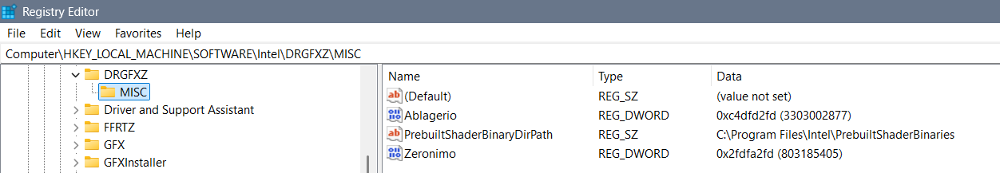 Registry Editor
File Edit View Favorites Help
Computer\HKEY_LOCAL_MACHINE\SOFTWARE\Intel\DRGFXZ\MISC
DRGFXZ
MISC
Driver and Support Assistant
FFRTZ
GFX
GFXInstaller
Name Type Data
(Default) REG_SZ (value not set)
Ablagerio REG_DWORD 0xc4dfd2fd (3303002877)
PrebuiltShaderBinaryDirPath REG_SZ C:\Program Files\Intel\PrebuiltShaderBinaries
Zeronimo REG_DWORD 0x2fdfa2fd (803185405)